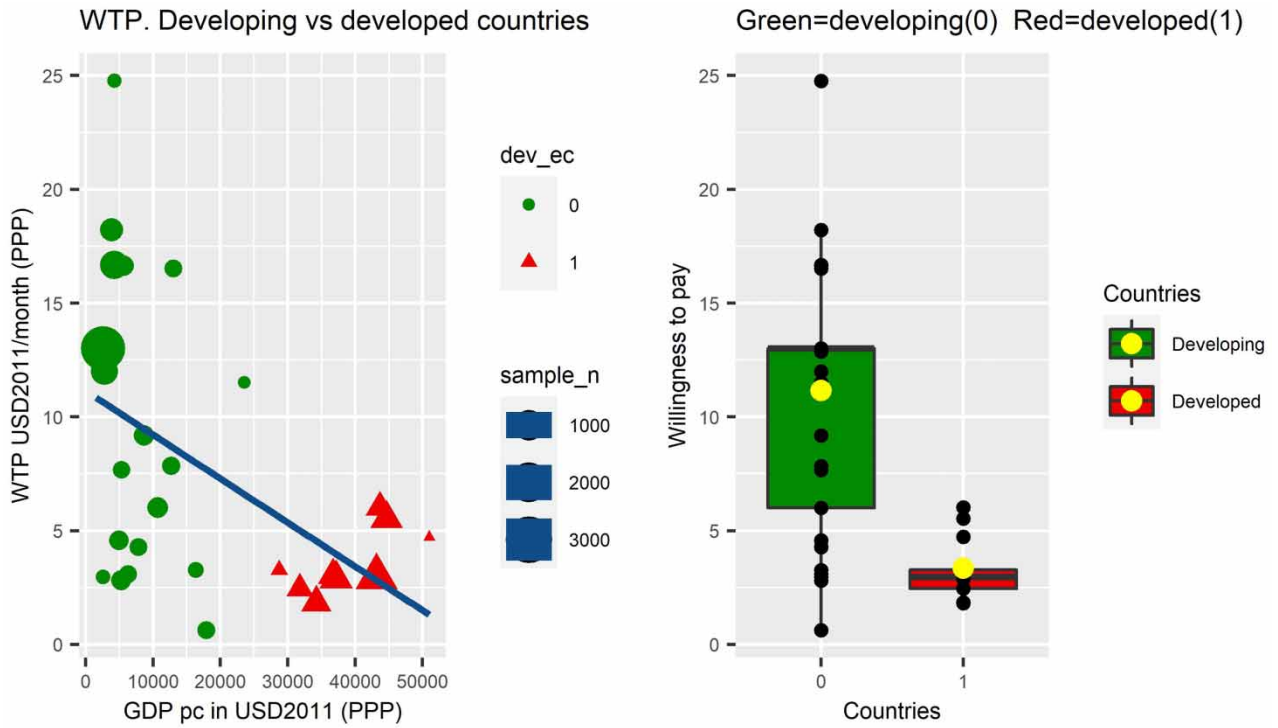 WTP. Developing vs developed countries
WTP USD2011/month (PPP)
25
20
15
10
5
0
0 10000 20000 30000 40000 50000
GDP pc in USD2011 (PPP)
dev_ec
0
1
sample_n
1000
2000
3000
Green=developing(0) Red=developed(1)
Willingness to pay
25
20
15
10
5
0
0 1
Countries
Countries
Developing
Developed